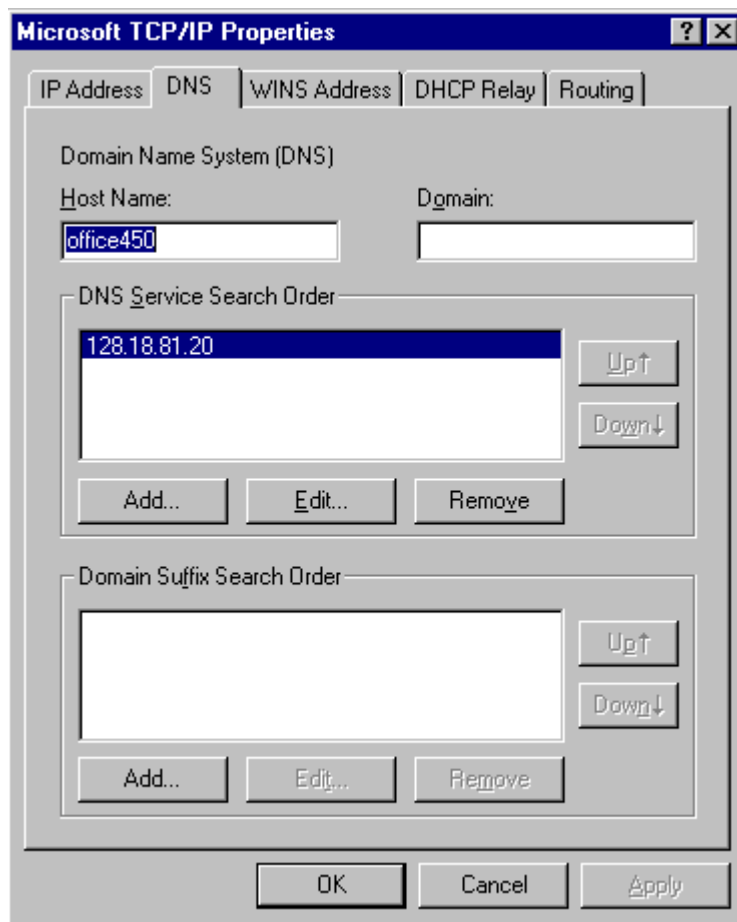 Microsoft TCP/IP Properties
IP Address DNS WINS Address DHCP Relay Routing
Domain Name System (DNS)
Host Name: Domain:
office450
DNS Service Search Order
128.18.81.20
Up↑
Down↓
Add... Edit... Remove
Domain Suffix Search Order
Up↑
Down↓
Add... Edit... Remove
OK Cancel Apply